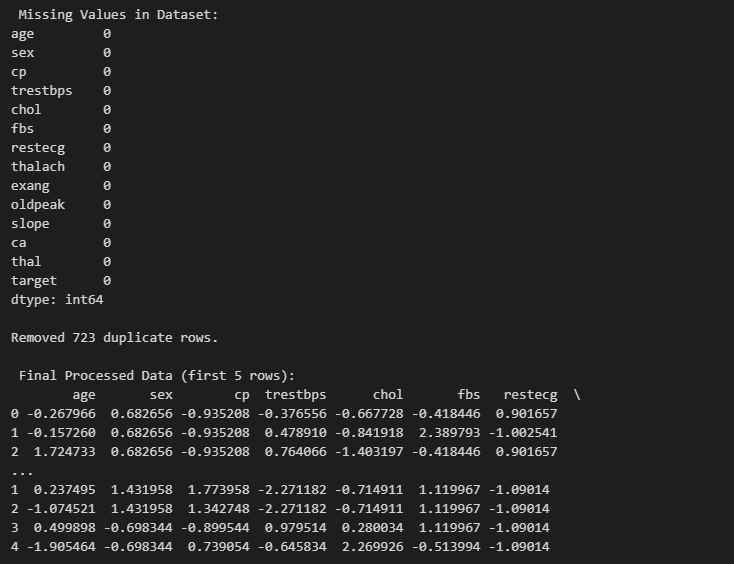 Missing Values in Dataset:
age 0
sex 0
cp 0
trestbps 0
chol 0
fbs 0
restecg 0
thalach 0
exang 0
oldpeak 0
slope 0
ca 0
thal 0
target 0
dtype: int64
Removed 723 duplicate rows.
Final Processed Data (first 5 rows):
age sex cp trestbps chol fbs restecg \
0 -0.267966 0.682656 -0.935208 -0.376556 -0.667728 -0.418446 0.901657
1 -0.157260 0.682656 -0.935208 0.478910 -0.841918 2.389793 -1.002541
2 1.724733 0.682656 -0.935208 0.764066 -1.403197 -0.418446 0.901657
...
1 0.237495 1.431958 1.773958 -2.271182 -0.714911 1.119967 -1.09014
2 -1.074521 1.431958 1.342748 -2.271182 -0.714911 1.119967 -1.09014
3 0.499898 -0.698344 -0.899544 0.979514 0.280034 1.119967 -1.09014
4 -1.905464 -0.698344 0.739054 -0.645834 2.269926 -0.513994 -1.09014